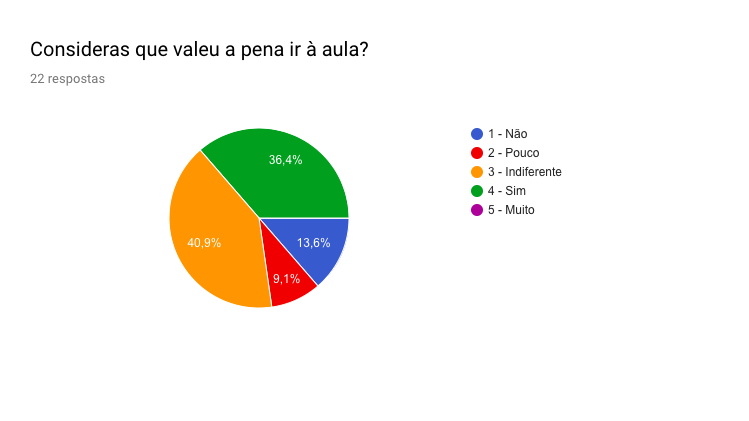 Consideras que valeu a pena ir à aula?
22 respostas
36,4%
40,9%
13,6%
9,1%
1 - Não
2 - Pouco
3 - Indiferente
4 - Sim
5 - Muito